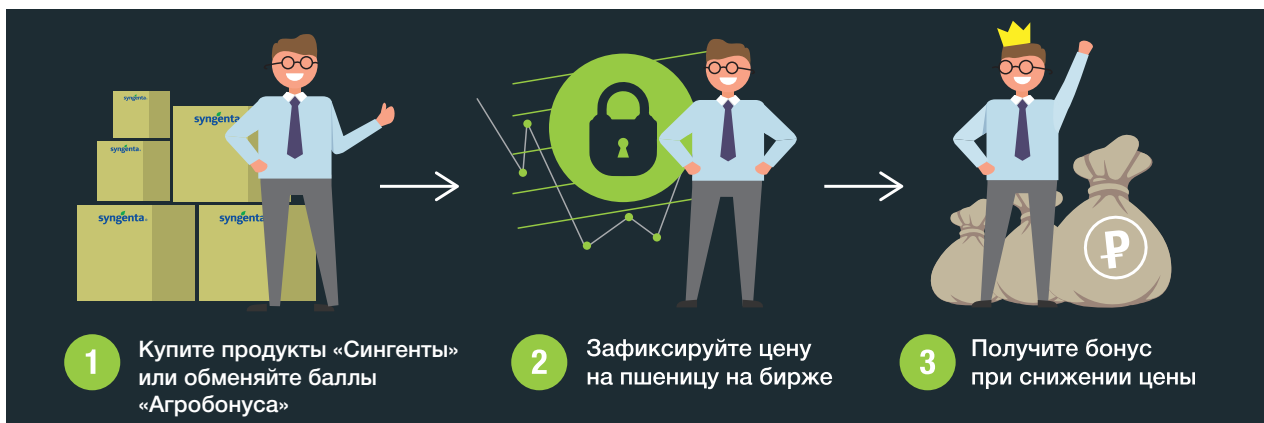 syngenta
syngenta
syngenta
syngenta
syngenta
₽
1
Купите продукты «Сингенты»
или обменяйте баллы
«Агробонуса»
2
Зафиксируйте цену
на пшеницу на бирже
3
Получите бонус
при снижении цены